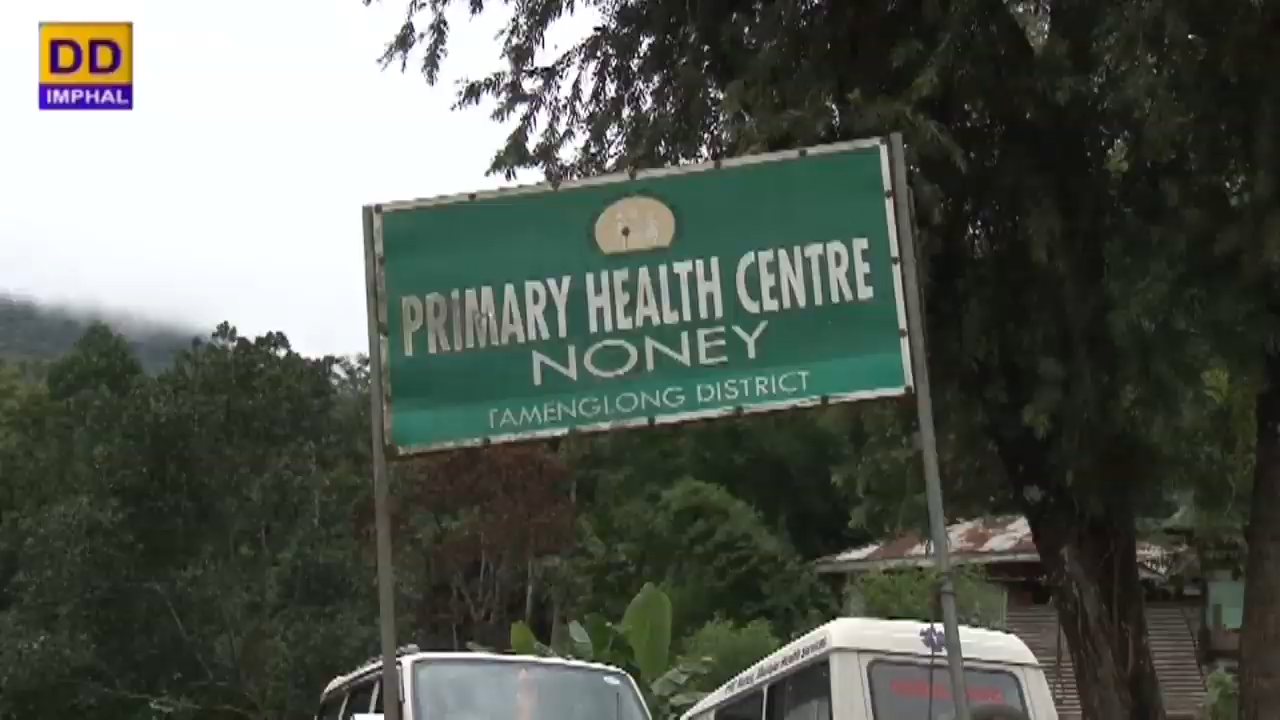 DD
IMPHAL
PRIMARY HEALTH CENTRE
NONEY
TAMENGLONG DISTRICT